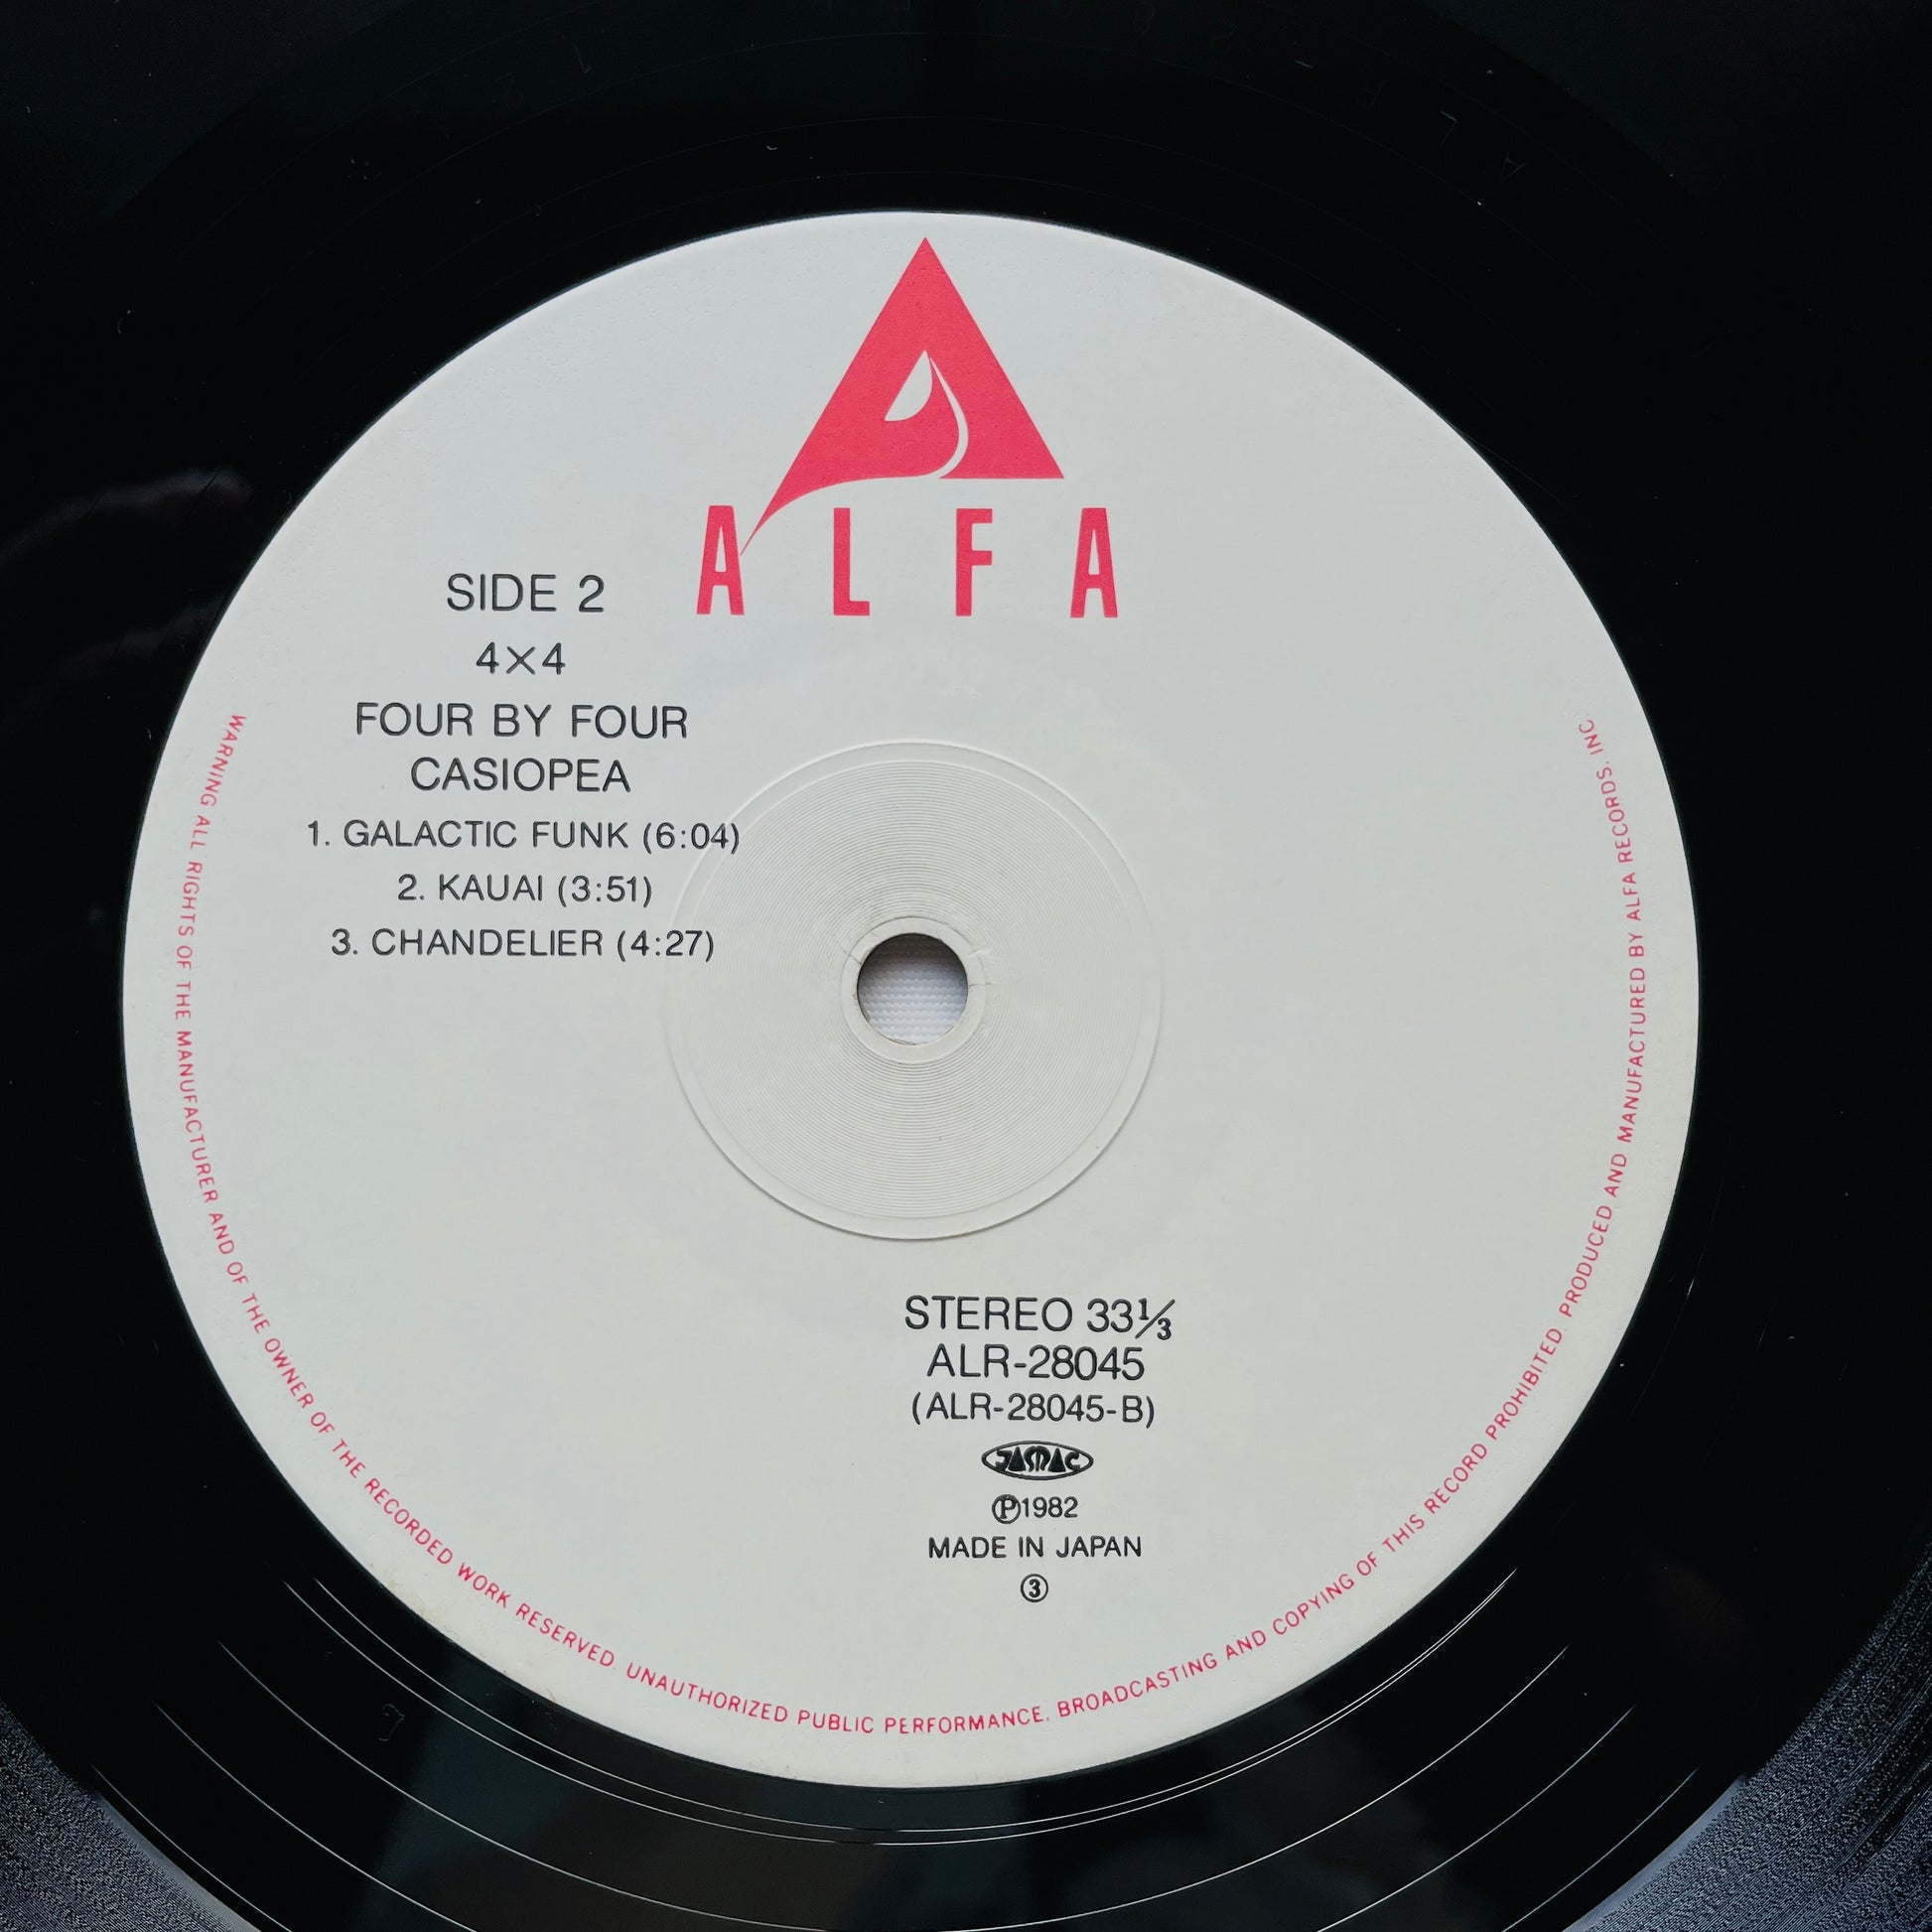 ALFA
SIDE 2
4×4
FOUR BY FOUR
CASIOPEA
1. GALACTIC FUNK (6:04)
2. KAUAI (3:51)
3. CHANDELIER (4:27)
STEREO 33⅓
ALR-28045
(ALR-28045-B)
JASRAC
℗1982
MADE IN JAPAN
③
WARNING ALL RIGHTS OF THE MANUFACTURER AND OF THE OWNER OF THE RECORDED WORK RESERVED. UNAUTHORIZED PUBLIC PERFORMANCE, BROADCASTING AND COPYING OF THIS RECORD PROHIBITED. PRODUCED AND MANUFACTURED BY ALFA RECORDS, INC.